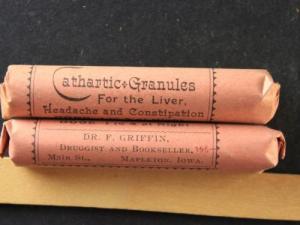 Cathartic Granules
For the Liver,
Headache and Constipation
DR. F. GRIFFIN,
DRUGGIST AND BOOKSELLER,
Main St., MAPLETON, IOWA.